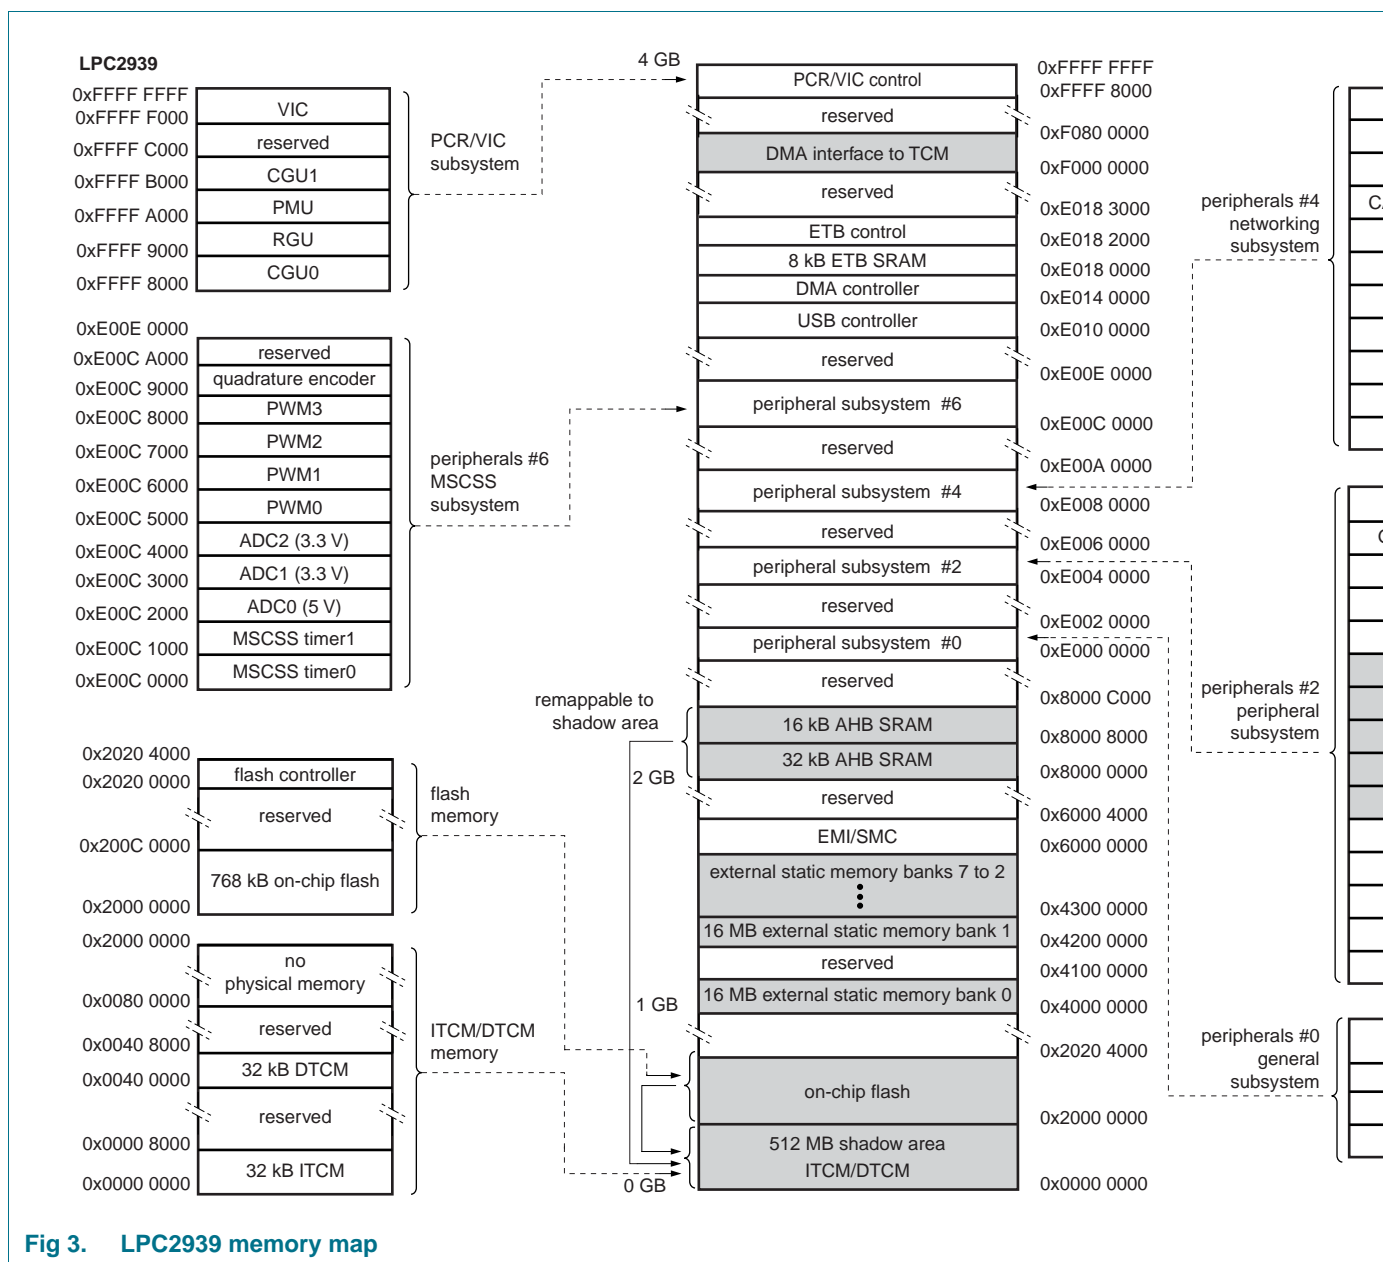 LPC2939
0xFFFF FFFF
VIC
0xFFFF F000
reserved
0xFFFF C000
CGU1
0xFFFF B000
PMU
0xFFFF A000
RGU
0xFFFF 9000
CGU0
0xFFFF 8000
PCR/VIC
subsystem
0xE00E 0000
reserved
0xE00C A000
quadrature encoder
0xE00C 9000
PWM3
0xE00C 8000
PWM2
0xE00C 7000
PWM1
0xE00C 6000
PWM0
0xE00C 5000
ADC2 (3.3 V)
0xE00C 4000
ADC1 (3.3 V)
0xE00C 3000
ADC0 (5 V)
0xE00C 2000
MSCSS timer1
0xE00C 1000
MSCSS timer0
0xE00C 0000
peripherals #6
MSCSS
subsystem
0x2020 4000
flash controller
0x2020 0000
reserved
0x200C 0000
768 kB on-chip flash
0x2000 0000
flash
memory
0x2000 0000
no
physical memory
0x0080 0000
reserved
0x0040 8000
32 kB DTCM
0x0040 0000
reserved
0x0000 8000
32 kB ITCM
0x0000 0000
ITCM/DTCM
memory
remappable to
shadow area
4 GB
2 GB
1 GB
0 GB
PCR/VIC control
reserved
DMA interface to TCM
reserved
ETB control
8 kB ETB SRAM
DMA controller
USB controller
reserved
peripheral subsystem #6
reserved
peripheral subsystem #4
reserved
peripheral subsystem #2
reserved
peripheral subsystem #0
reserved
16 kB AHB SRAM
32 kB AHB SRAM
reserved
EMI/SMC
external static memory banks 7 to 2
16 MB external static memory bank 1
reserved
16 MB external static memory bank 0
on-chip flash
512 MB shadow area
ITCM/DTCM
0xFFFF FFFF
0xFFFF 8000
0xF080 0000
0xF000 0000
0xE018 3000
0xE018 2000
0xE018 0000
0xE014 0000
0xE010 0000
0xE00E 0000
0xE00C 0000
0xE00A 0000
0xE008 0000
0xE006 0000
0xE004 0000
0xE002 0000
0xE000 0000
0x8000 C000
0x8000 8000
0x8000 0000
0x6000 4000
0x6000 0000
0x4300 0000
0x4200 0000
0x4100 0000
0x4000 0000
0x2020 4000
0x2000 0000
0x0000 0000
peripherals #4
networking
subsystem
peripherals #2
peripheral
subsystem
peripherals #0
general
subsystem
Fig 3. LPC2939 memory map